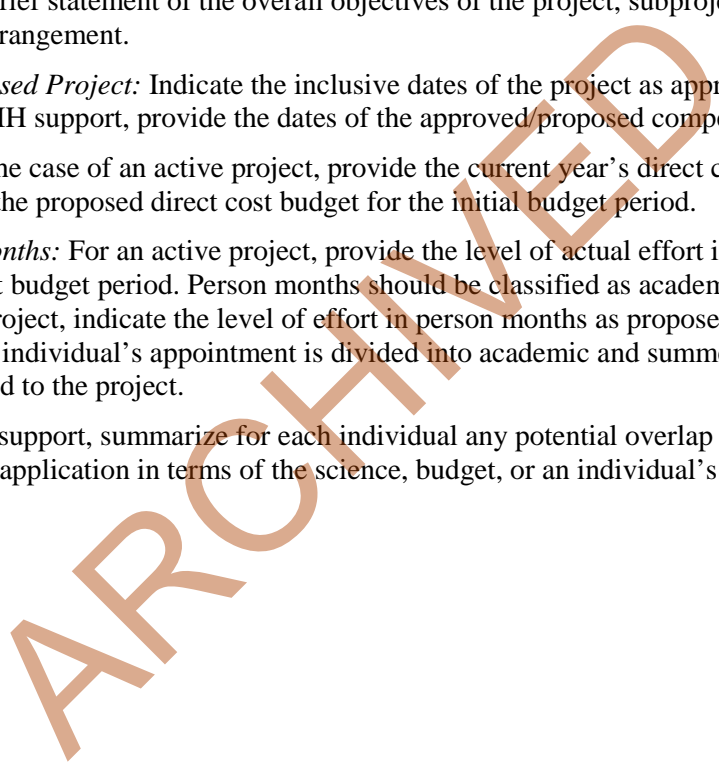 rief statement of the overall objectives of the project, subproje
rangement.
sed Project: Indicate the inclusive dates of the project as appr
IH support, provide the dates of the approved/proposed compe
he case of an active project, provide the current year’s direct c
the proposed direct cost budget for the initial budget period.
onths: For an active project, provide the level of actual effort i
t budget period. Person months should be classified as academ
roject, indicate the level of effort in person months as propose
individual’s appointment is divided into academic and summe
d to the project.
support, summarize for each individual any potential overlap
application in terms of the science, budget, or an individual’s
ARCHIVED